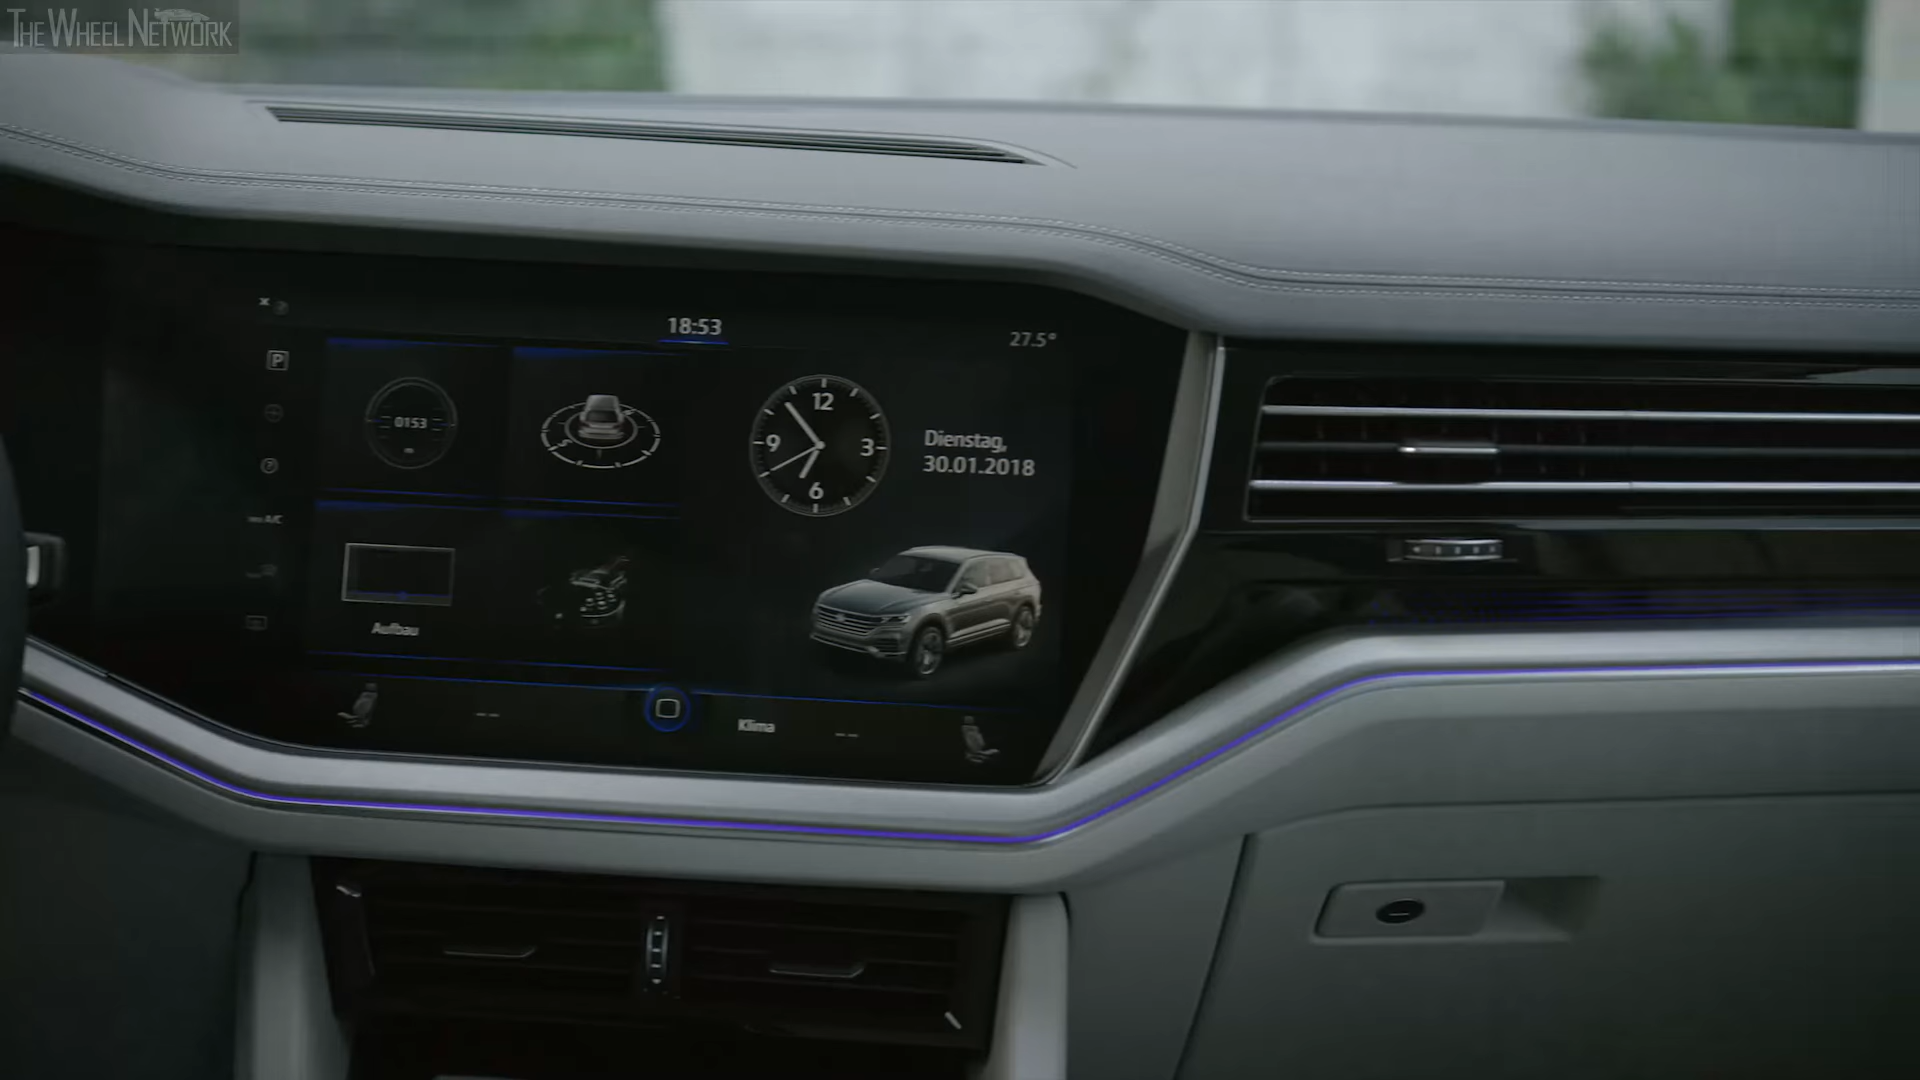 THE WHEEL NETWORK
18:53
27.5°
P
0153
m
12
9
3
6
Dienstag,
30.01.2018
A/C
Aufbau
Klima
-- --